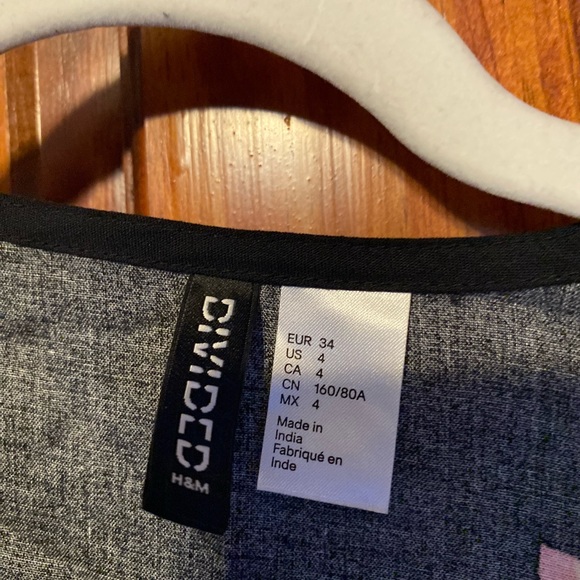 DIVIDED
H&M
EUR 34
US 4
CA 4
CN 160/80A
MX 4
Made in
India
Fabriqué en
Inde